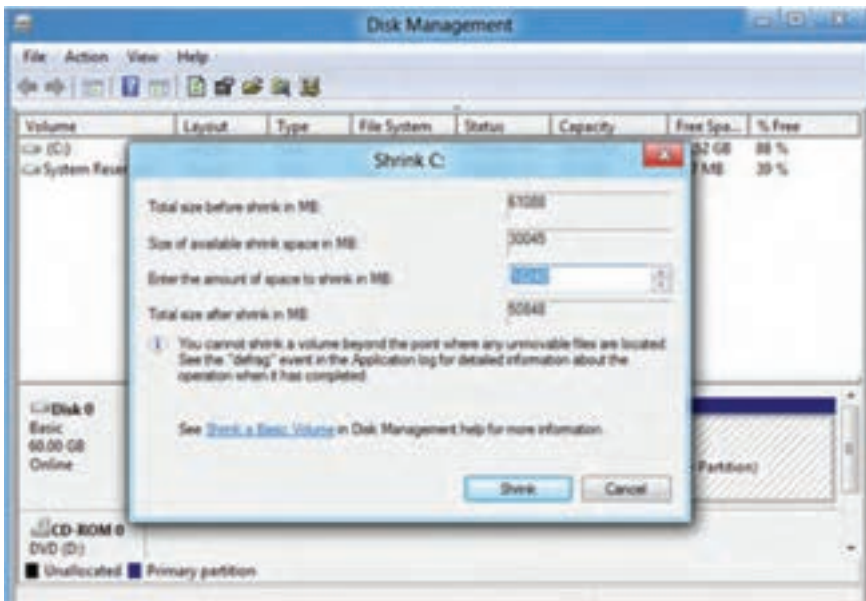 Disk Management
File Action View Help
Volume Layout Type File System Status Capacity Free Spa... % Free
(C:) 88 %
System Reser 39 %
Shrink C:
Total size before shrink in MB: 61088
Size of available shrink space in MB: 30045
Enter the amount of space to shrink in MB:
Total size after shrink in MB: 50848
You cannot shrink a volume beyond the point where any unmovable files are located.
See the "defrag" event in the Application log for detailed information about the
operation when it has completed.
See Shrink a Basic Volume in Disk Management help for more information
Shrink Cancel
Disk 0
Basic
60.00 GB
Online
Partition)
CD-ROM 0
DVD (D:)
Unallocated Primary partition